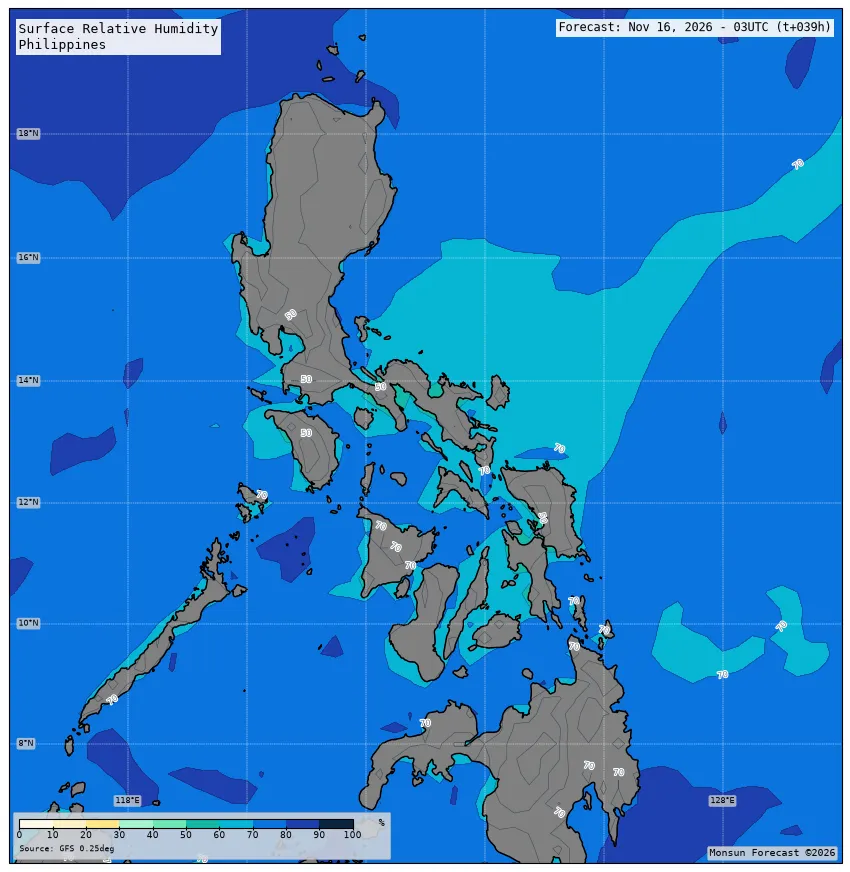 Surface Relative Humidity
Philippines
Forecast: Nov 16, 2026 - 03UTC (t+039h)
18°N
70
16°N
50
14°N
50
50
50
70
70
12°N
70
70
70
70
10°N
70
70
70
70
70
70
70
8°N
70
70
118°E
128°E
70
%
0 10 20 30 40 50 60 70 80 90 100
Source: GFS 0.25deg
Monsun Forecast ©2026